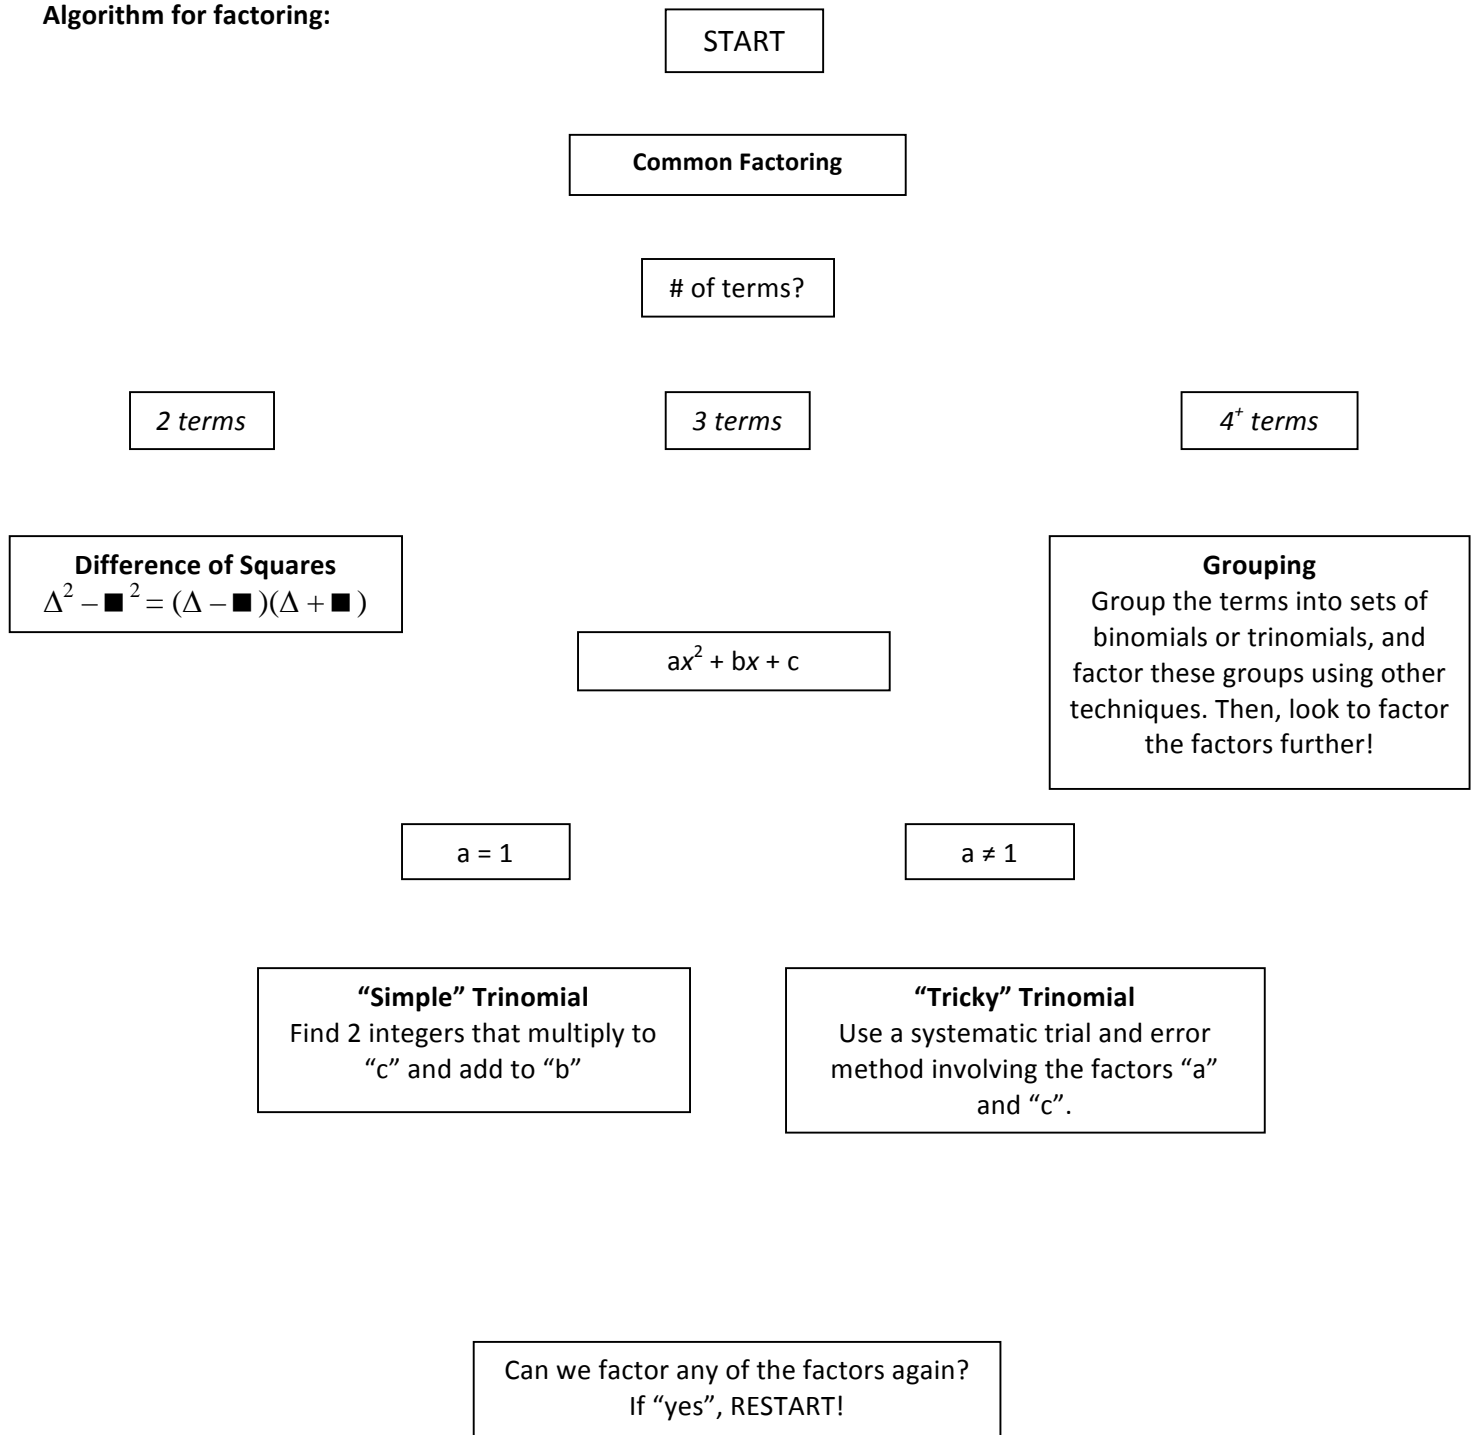 Algorithm for factoring:
START
Common Factoring
# of terms?
2 terms
3 terms
4⁺ terms
Difference of Squares
Δ² – ■² = (Δ – ■)(Δ + ■)
ax² + bx + c
Grouping
Group the terms into sets of
binomials or trinomials, and
factor these groups using other
techniques. Then, look to factor
the factors further!
a = 1
a ≠ 1
“Simple” Trinomial
Find 2 integers that multiply to
“c” and add to “b”
“Tricky” Trinomial
Use a systematic trial and error
method involving the factors “a”
and “c”.
Can we factor any of the factors again?
If “yes”, RESTART!